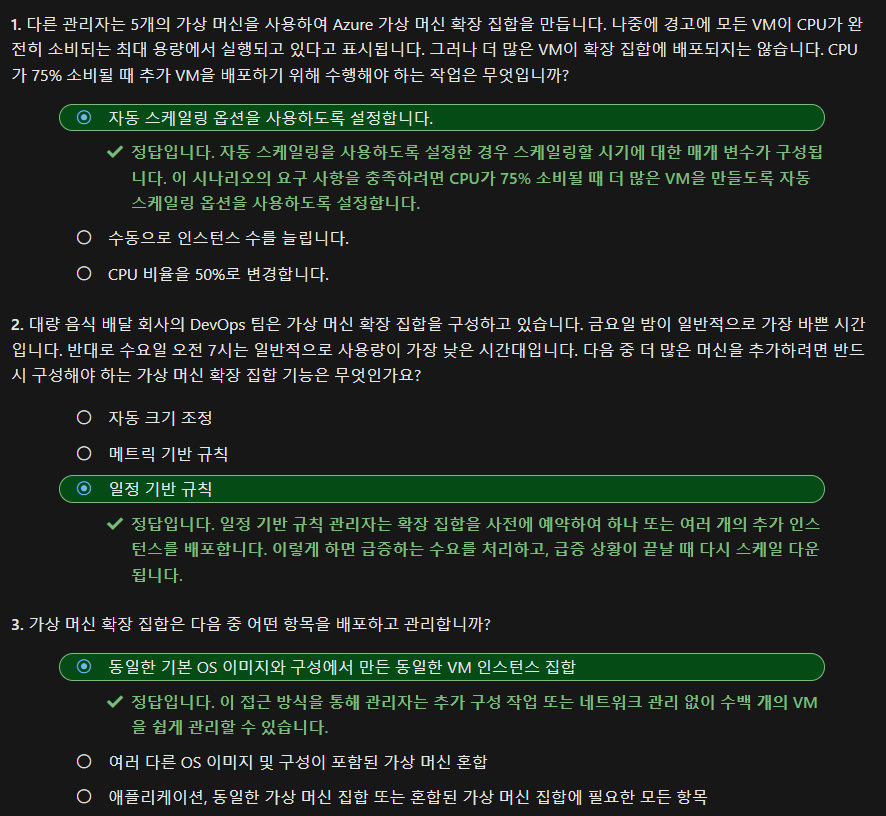 1. 다른 관리자는 5개의 가상 머신을 사용하여 Azure 가상 머신 확장 집합을 만듭니다. 나중에 경고에 모든 VM이 CPU가 완
전히 소비되는 최대 용량에서 실행되고 있다고 표시됩니다. 그러나 더 많은 VM이 확장 집합에 배포되지는 않습니다. CPU
가 75% 소비될 때 추가 VM을 배포하기 위해 수행해야 하는 작업은 무엇입니까?
자동 스케일링 옵션을 사용하도록 설정합니다.
정답입니다. 자동 스케일링을 사용하도록 설정한 경우 스케일링할 시기에 대한 매개 변수가 구성됩
니다. 이 시나리오의 요구 사항을 충족하려면 CPU가 75% 소비될 때 더 많은 VM을 만들도록 자동
스케일링 옵션을 사용하도록 설정합니다.
수동으로 인스턴스 수를 늘립니다.
CPU 비율을 50%로 변경합니다.
2. 대량 음식 배달 회사의 DevOps 팀은 가상 머신 확장 집합을 구성하고 있습니다. 금요일 밤이 일반적으로 가장 바쁜 시간
입니다. 반대로 수요일 오전 7시는 일반적으로 사용량이 가장 낮은 시간대입니다. 다음 중 더 많은 머신을 추가하려면 반드
시 구성해야 하는 가상 머신 확장 집합 기능은 무엇인가요?
자동 크기 조정
메트릭 기반 규칙
일정 기반 규칙
정답입니다. 일정 기반 규칙 관리자는 확장 집합을 사전에 예약하여 하나 또는 여러 개의 추가 인스
턴스를 배포합니다. 이렇게 하면 급증하는 수요를 처리하고, 급증 상황이 끝날 때 다시 스케일 다운
됩니다.
3. 가상 머신 확장 집합은 다음 중 어떤 항목을 배포하고 관리합니까?
동일한 기본 OS 이미지와 구성에서 만든 동일한 VM 인스턴스 집합
정답입니다. 이 접근 방식을 통해 관리자는 추가 구성 작업 또는 네트워크 관리 없이 수백 개의 VM
을 쉽게 관리할 수 있습니다.
여러 다른 OS 이미지 및 구성이 포함된 가상 머신 혼합
애플리케이션, 동일한 가상 머신 집합 또는 혼합된 가상 머신 집합에 필요한 모든 항목